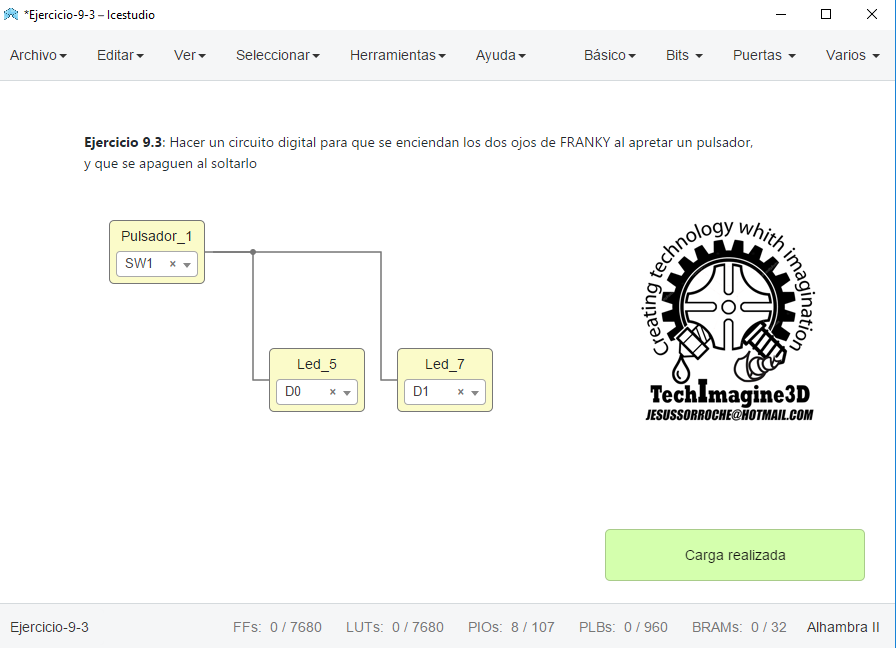 *Ejercicio-9-3 – Icestudio
Archivo Editar Ver Seleccionar Herramientas Ayuda Básico Bits Puertas Varios
Ejercicio 9.3: Hacer un circuito digital para que se enciendan los dos ojos de FRANKY al apretar un pulsador,
y que se apaguen al soltarlo
Pulsador_1
SW1 ×
Led_5
D0 ×
Led_7
D1 ×
Creating technology whith imagination
TechImagine3D
JESUSSORROCHE@HOTMAIL.COM
Carga realizada
Ejercicio-9-3 FFs: 0 / 7680 LUTs: 0 / 7680 PIOs: 8 / 107 PLBs: 0 / 960 BRAMs: 0 / 32 Alhambra II